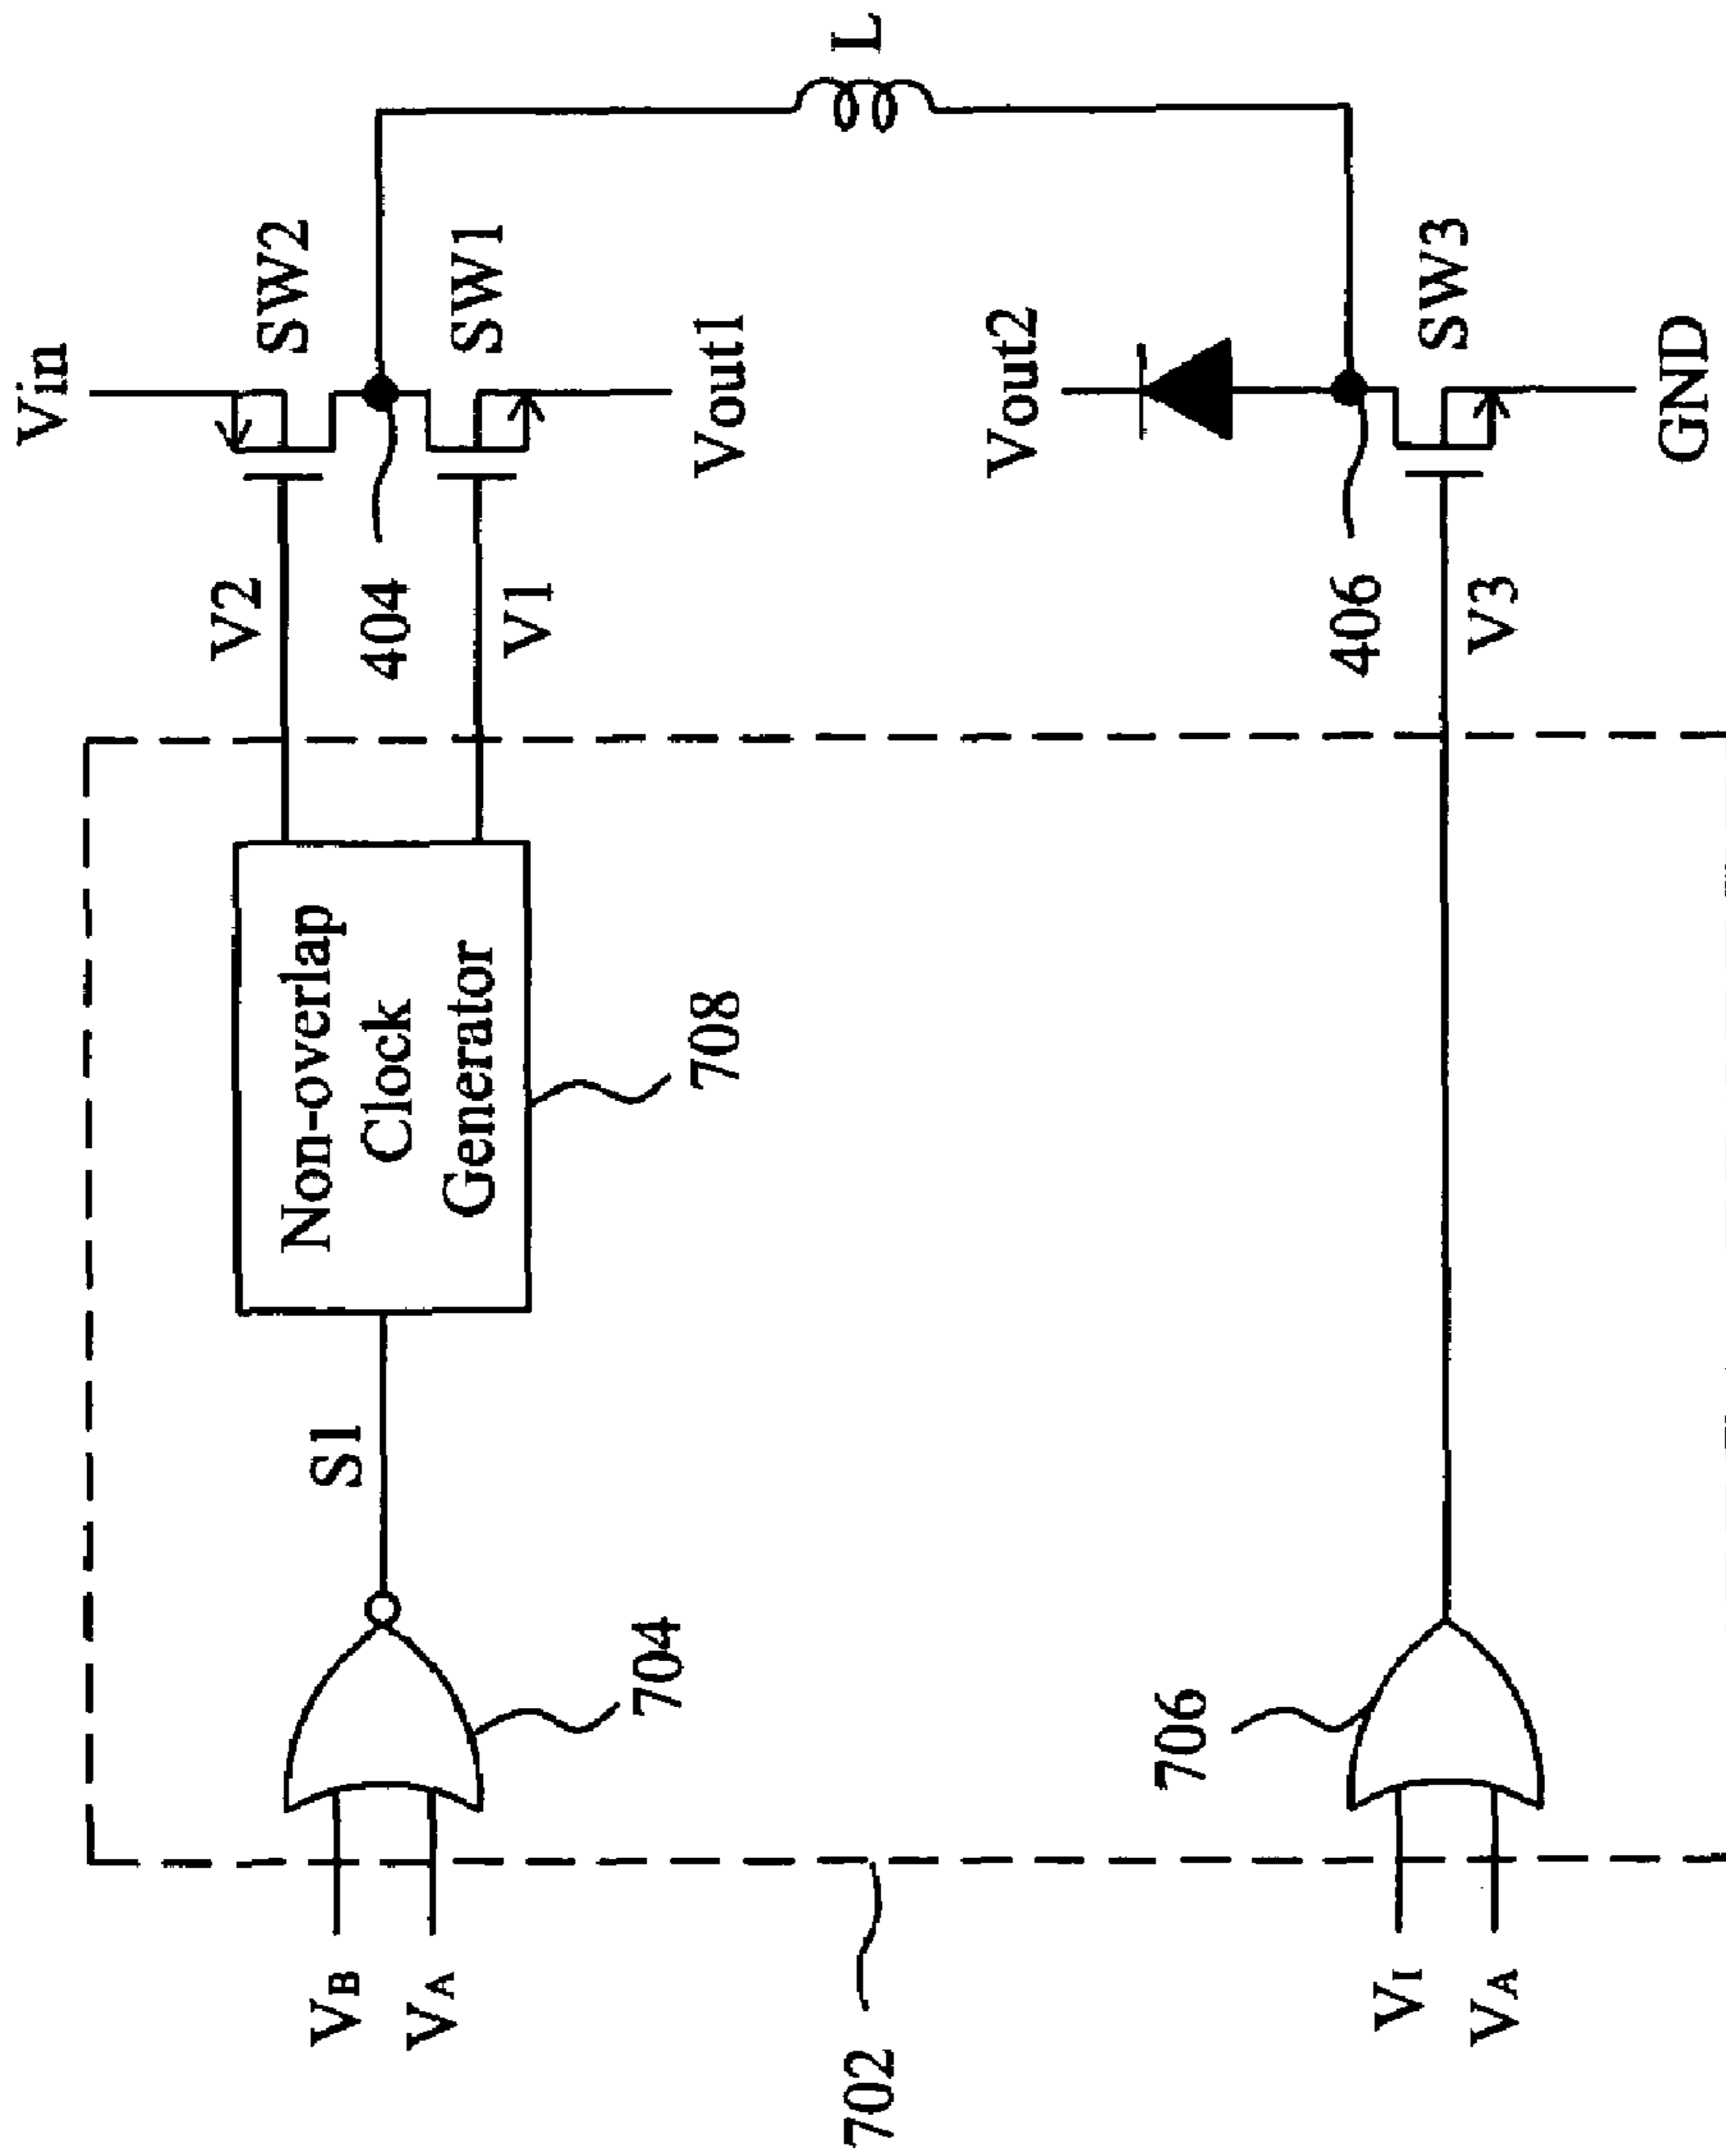 Vin
SW2
SW1
Vout1
L
Vout2
SW3
GND
V2
404
V1
406
V3
Non-overlap
Clock
Generator
708
S1
704
706
VB
VA
VI
VA
702